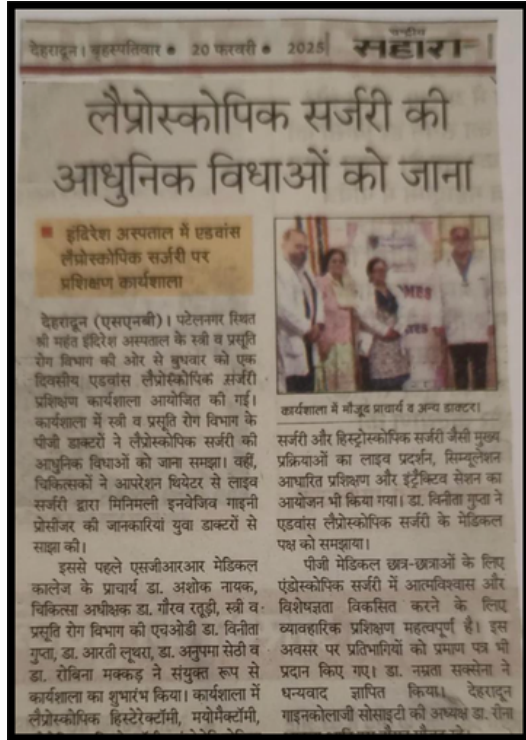 देहरादून। बृहस्पतिवार ● 20 फरवरी ● 2025
राष्ट्रीय
सहारा
लैप्रोस्कोपिक सर्जरी की
आधुनिक विधाओं को जाना
■ इंदिरेश अस्पताल में एडवांस
लैप्रोस्कोपिक सर्जरी पर
प्रशिक्षण कार्यशाला
देहरादून (एसएनबी)। पटेलनगर स्थित
श्री महंत इंदिरेश अस्पताल के स्त्री व प्रसूति
रोग विभाग की ओर से बुधवार को एक
दिवसीय एडवांस लैप्रोस्कोपिक सर्जरी
प्रशिक्षण कार्यशाला आयोजित की गई।
कार्यशाला में स्त्री व प्रसूति रोग विभाग के
पीजी डाक्टरों ने लैप्रोस्कोपिक सर्जरी की
आधुनिक विधाओं को जाना समझा। वहीं,
चिकित्सकों ने आपरेशन थियेटर से लाइव
सर्जरी द्वारा मिनिमली इनवेजिव गाइनी
प्रोसीजर की जानकारियां युवा डाक्टरों से
साझा की।
इससे पहले एसजीआरआर मेडिकल
कालेज के प्राचार्य डा. अशोक नायक,
चिकित्सा अधीक्षक डा. गौरव रतूड़ी, स्त्री व
प्रसूति रोग विभाग की एचओडी डा. विनीता
गुप्ता, डा. आरती लूथरा, डा. अनुपमा सेठी व
डा. रोबिना मक्कड़ ने संयुक्त रूप से
कार्यशाला का शुभारंभ किया। कार्यशाला में
लैप्रोस्कोपिक हिस्टेरेक्टॉमी, मयोमैक्टॉमी,
कार्यशाला में मौजूद प्राचार्य व अन्य डाक्टर।
सर्जरी और हिस्ट्रोस्कोपिक सर्जरी जैसी मुख्य
प्रक्रियाओं का लाइव प्रदर्शन, सिम्युलेशन
आधारित प्रशिक्षण और इंट्रैक्टिव सेशन का
आयोजन भी किया गया। डा. विनीता गुप्ता ने
एडवांस लैप्रोस्कोपिक सर्जरी के मेडिकल
पक्ष को समझाया।
पीजी मेडिकल छात्र-छात्राओं के लिए
एंडोस्कोपिक सर्जरी में आत्मविश्वास और
विशेषज्ञता विकसित करने के लिए
व्यावहारिक प्रशिक्षण महत्वपूर्ण है। इस
अवसर पर प्रतिभागियों को प्रमाण पत्र भी
प्रदान किए गए। डा. नम्रता सक्सेना ने
धन्यवाद ज्ञापित किया। देहरादून
गाइनकोलाजी सोसाइटी की अध्यक्ष डा. रीना